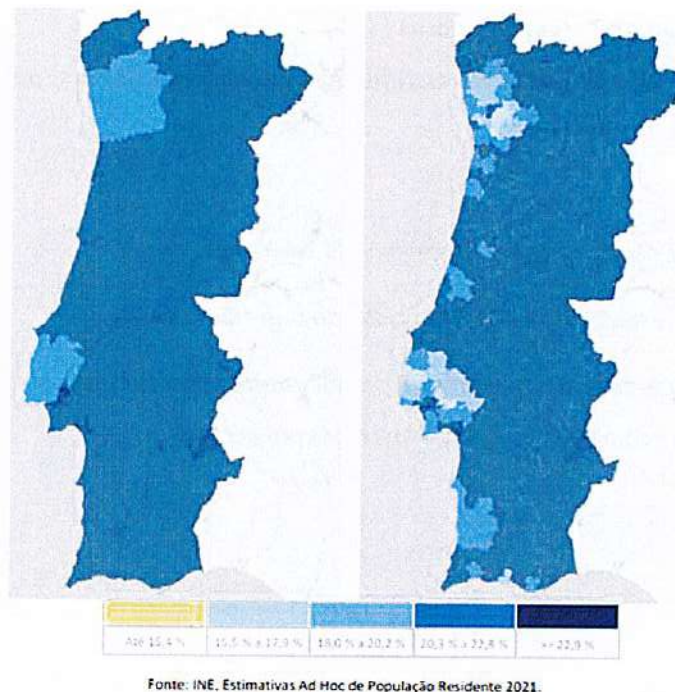 Até 15,4 %
15,5 % a 17,9 %
18,0 % a 20,2 %
20,3 % a 22,8 %
>= 22,9 %
Fonte: INE, Estimativas Ad Hoc de População Residente 2021.